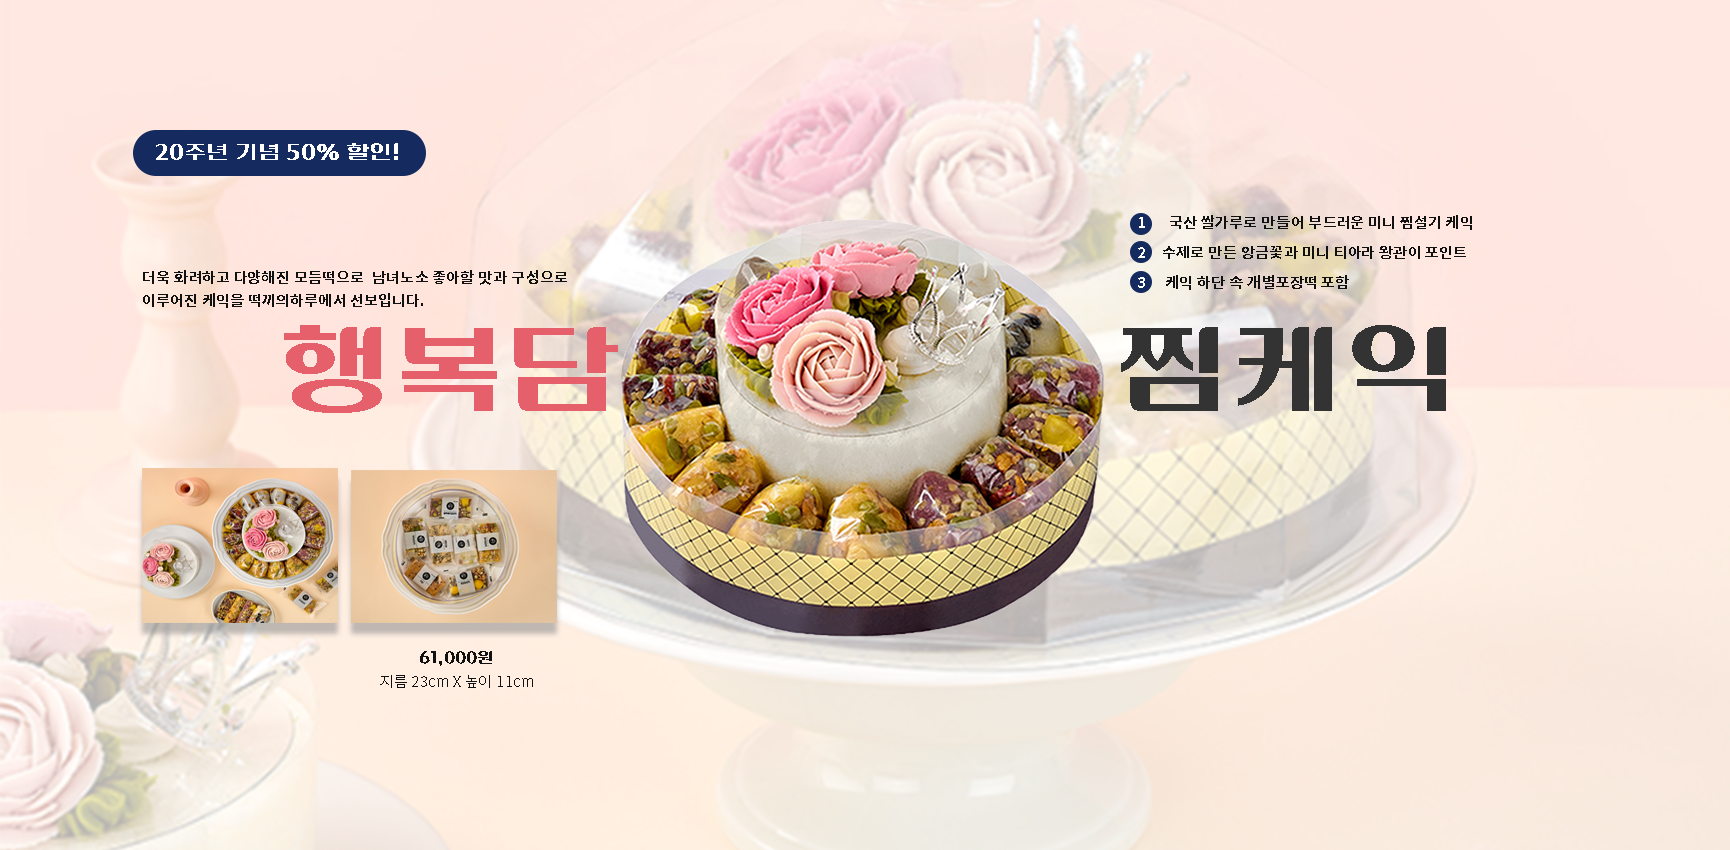 20주년 기념 50% 할인!
더욱 화려하고 다양해진 모듬떡으로 남녀노소 좋아할 맛과 구성으로
이루어진 케익을 떡끼의하루에서 선보입니다.
행복담
찜케익
1 국산 쌀가루로 만들어 부드러운 미니 찜설기 케익
2 수제로 만든 앙금꽃과 미니 티아라 왕관이 포인트
3 케익 하단 속 개별포장떡 포함
61,000원
지름 23cm X 높이 11cm